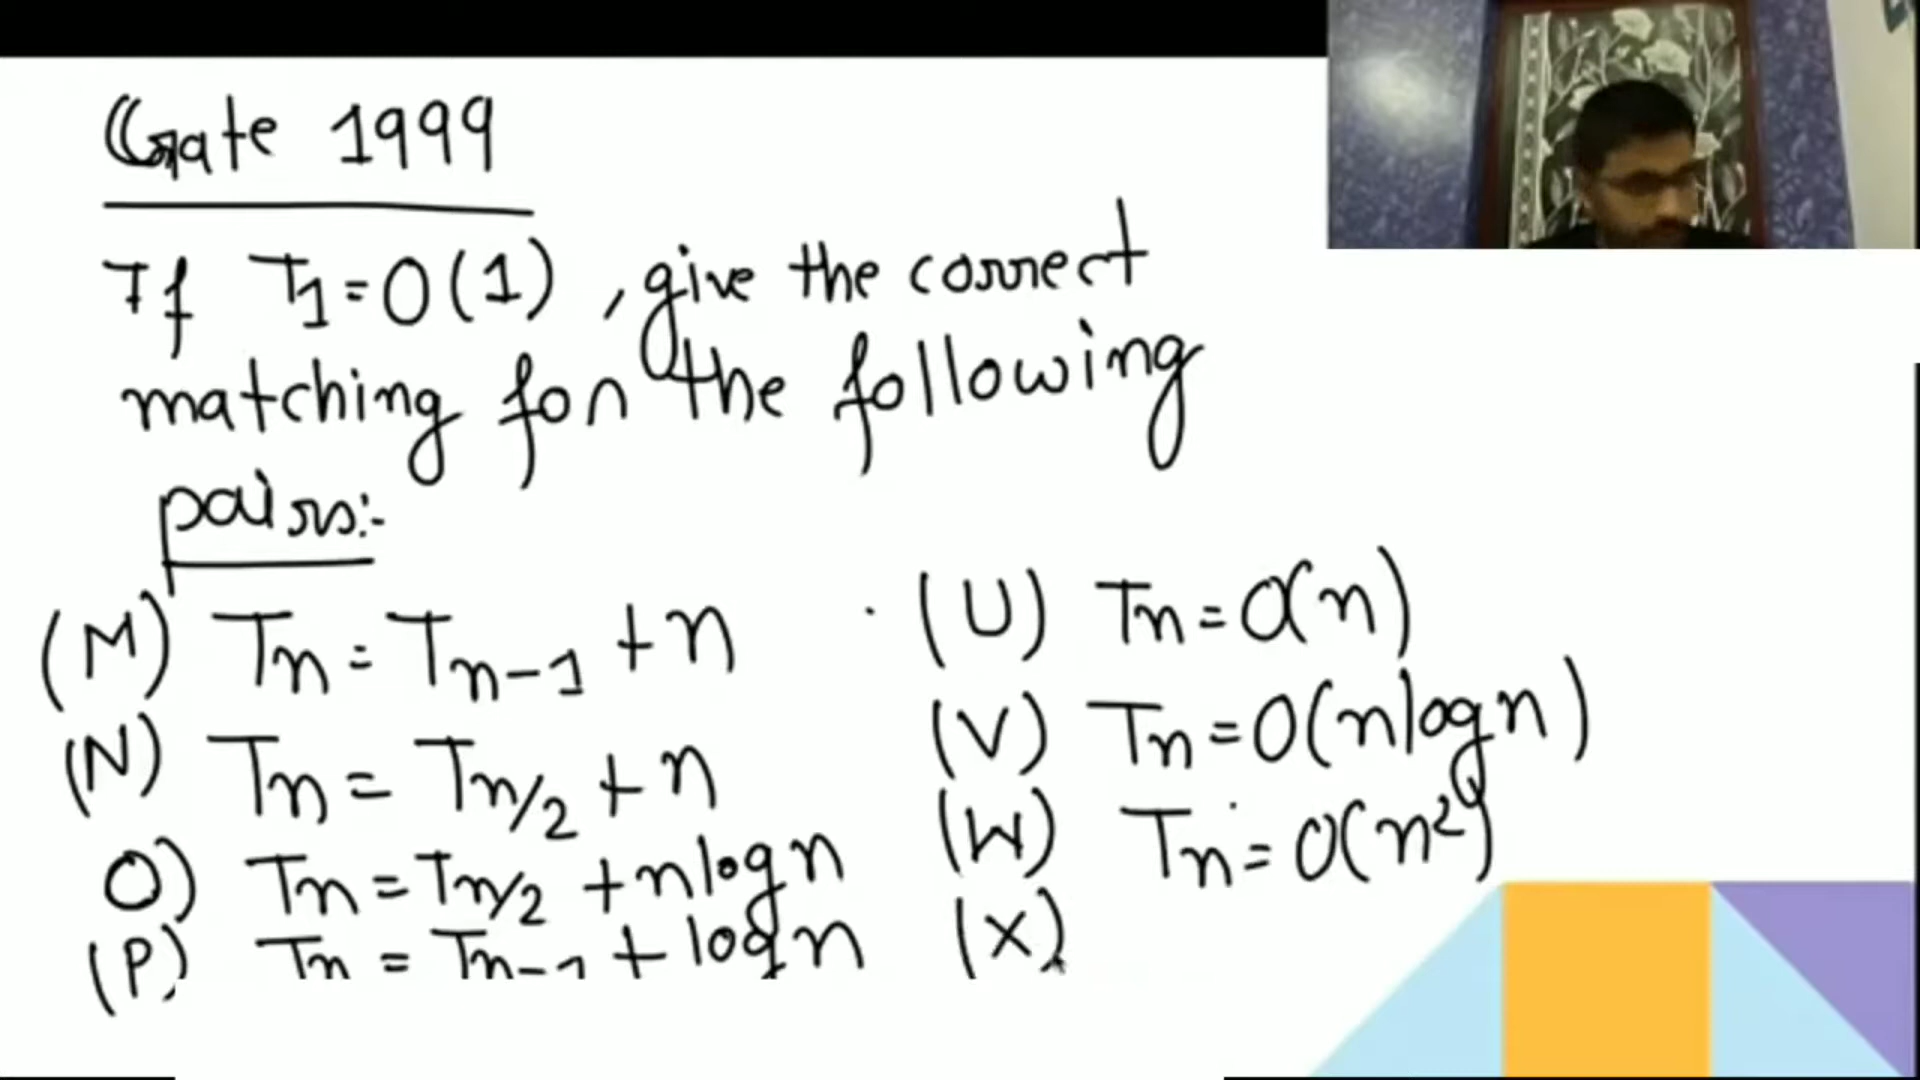 Gate 1999
If T1=O(1), give the correct
matching for the following
pairs:-
(M) Tn = Tn-1 + n
(N) Tn = Tn/2 + n
O) Tn = Tn/2 + nlogn
(P) Tn = Tn-1 + logn
(U) Tn = O(n)
(V) Tn = O(nlogn)
(W) Tn = O(n²)
(X)